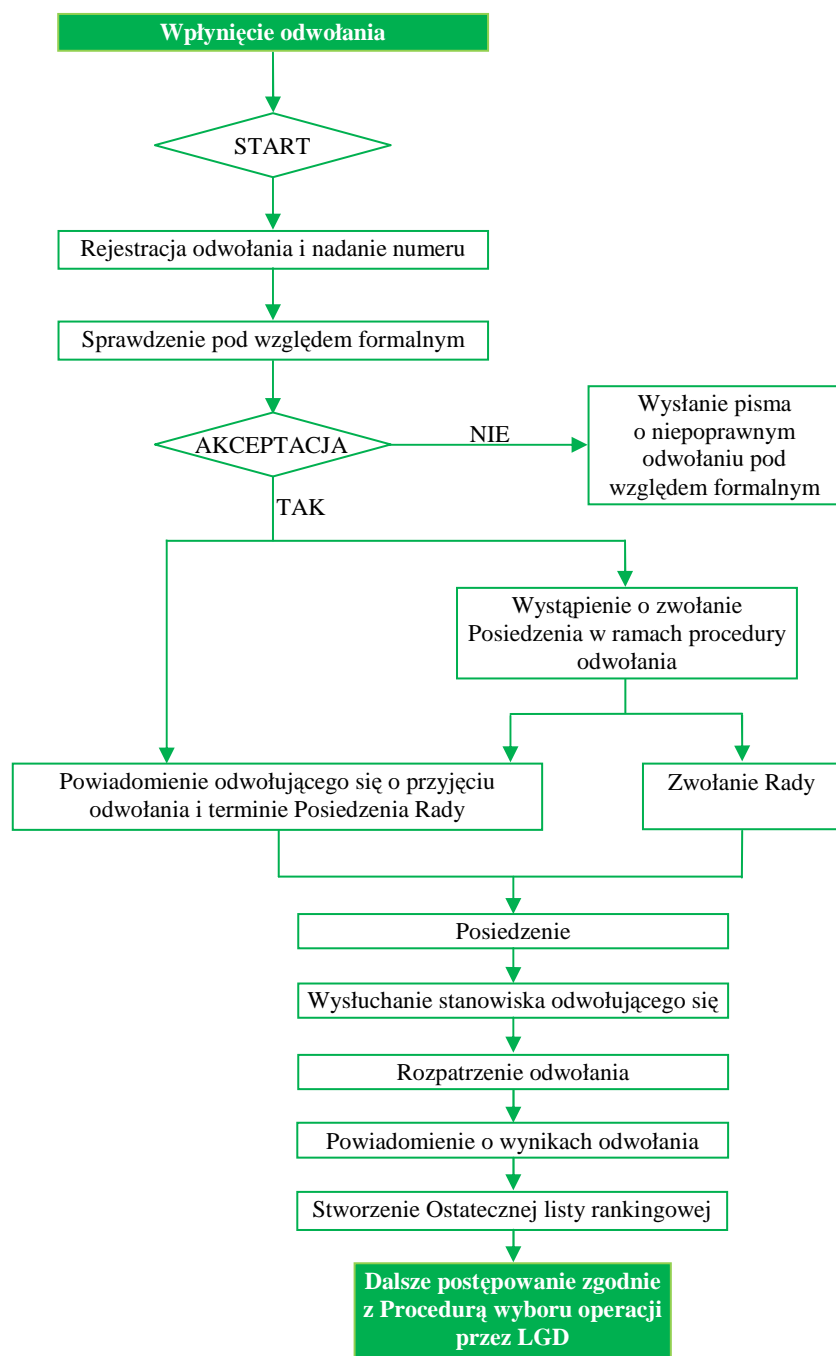 Wpłynięcie odwołania
START
Rejestracja odwołania i nadanie numeru
Sprawdzenie pod względem formalnym
AKCEPTACJA
NIE
Wysłanie pisma
o niepoprawnym
odwołaniu pod
względem formalnym
TAK
Wystąpienie o zwołanie
Posiedzenia w ramach procedury
odwołania
Powiadomienie odwołującego się o przyjęciu
odwołania i terminie Posiedzenia Rady
Zwołanie Rady
Posiedzenie
Wysłuchanie stanowiska odwołującego się
Rozpatrzenie odwołania
Powiadomienie o wynikach odwołania
Stworzenie Ostatecznej listy rankingowej
Dalsze postępowanie zgodnie
z Procedurą wyboru operacji
przez LGD